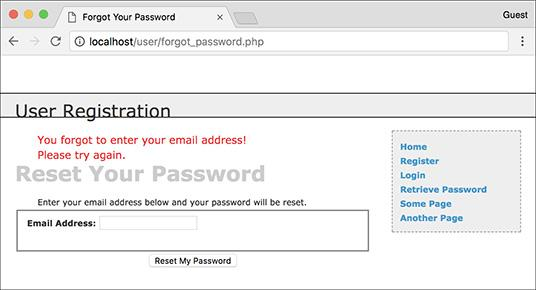 Forgot Your Password
Guest
localhost/user/forgot_password.php
User Registration
You forgot to enter your email address!
Please try again.
Reset Your Password
Enter your email address below and your password will be reset.
Email Address:
Reset My Password
Home
Register
Login
Retrieve Password
Some Page
Another Page